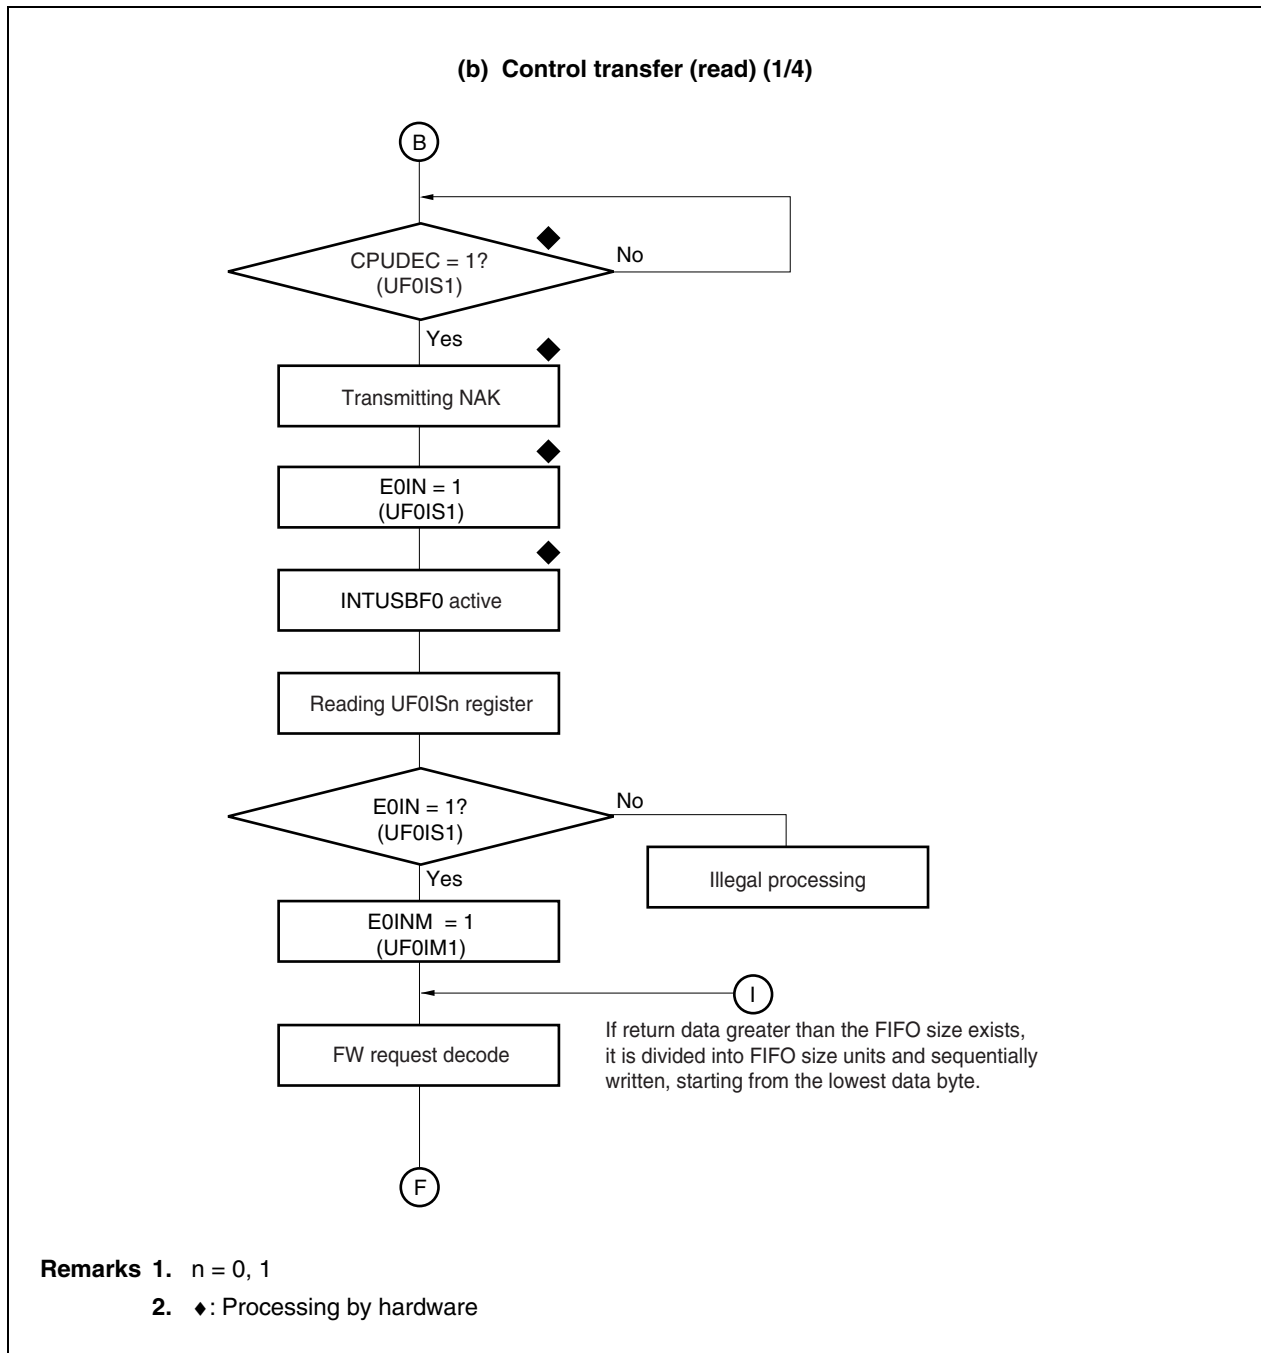 (b) Control transfer (read) (1/4)
B
CPUDEC = 1?
(UF0IS1)
No
Yes
Transmitting NAK
E0IN = 1
(UF0IS1)
INTUSBF0 active
Reading UF0ISn register
E0IN = 1?
(UF0IS1)
No
Illegal processing
Yes
E0INM = 1
(UF0IM1)
I
If return data greater than the FIFO size exists,
it is divided into FIFO size units and sequentially
written, starting from the lowest data byte.
FW request decode
F
Remarks 1. n = 0, 1
2. ♦: Processing by hardware